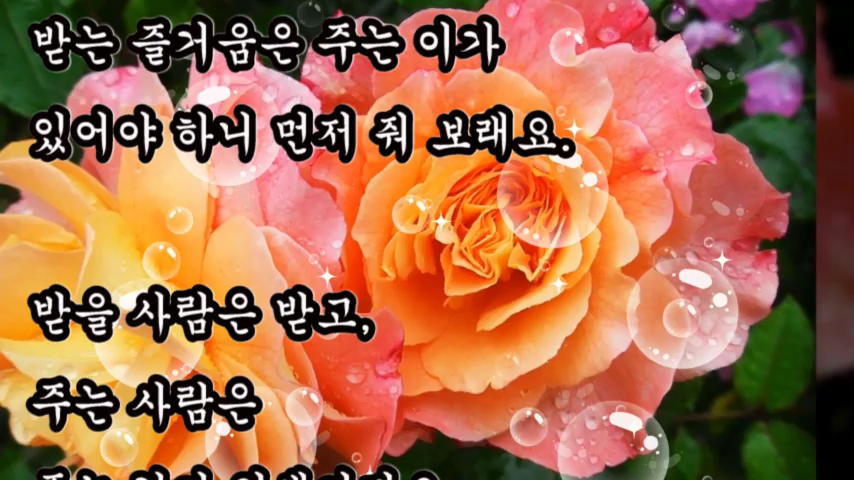 받는 즐거움은 주는 이가
있어야 하니 먼저 줘 보래요.
받을 사람은 받고,
주는 사람은